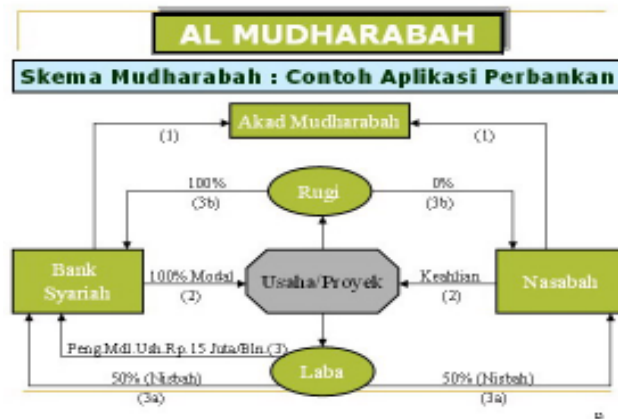 AL MUDHARABAH
Skema Mudharabah : Contoh Aplikasi Perbankan
Akad Mudharabah
(1)
(1)
100%
(3b)
Rugi
0%
(3b)
Bank
Syariah
100% Modal
(2)
Usaha/Proyek
Keahlian
(2)
Nasabah
Peng.Mdl.Ush.Rp.15 Juta/Bln.(3)
50% (Nisbah)
(3a)
Laba
50% (Nisbah)
(3a)